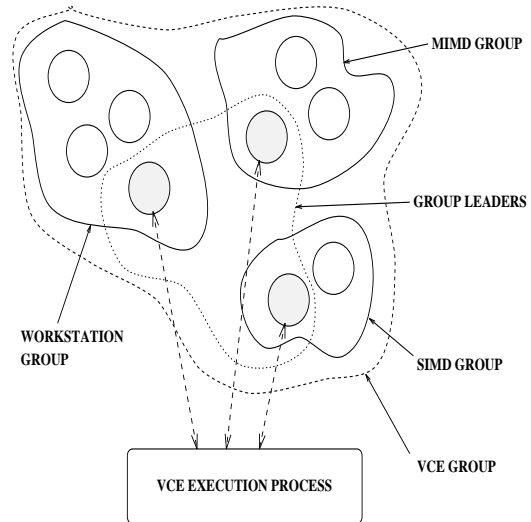 MIMD GROUP
GROUP LEADERS
WORKSTATION
GROUP
SIMD GROUP
VCE GROUP
VCE EXECUTION PROCESS